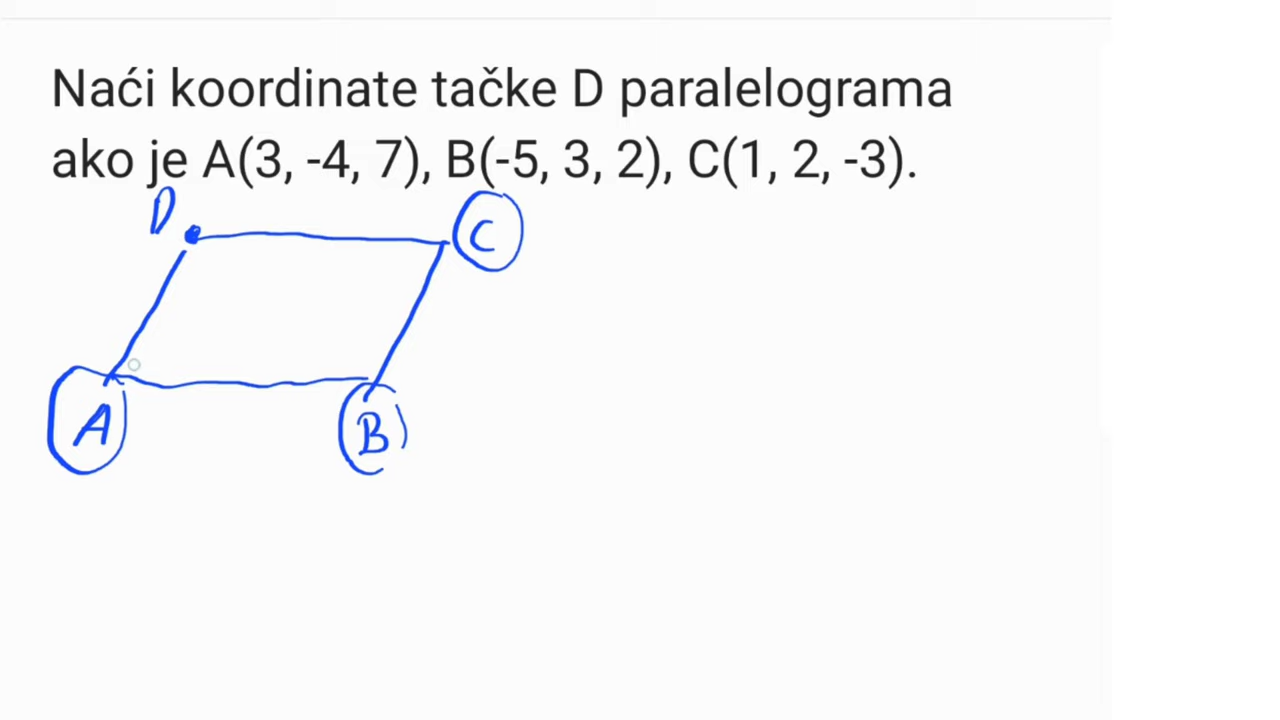 Naći koordinate tačke D paralelograma
ako je A(3, -4, 7), B(-5, 3, 2), C(1, 2, -3).
D
C
A
B